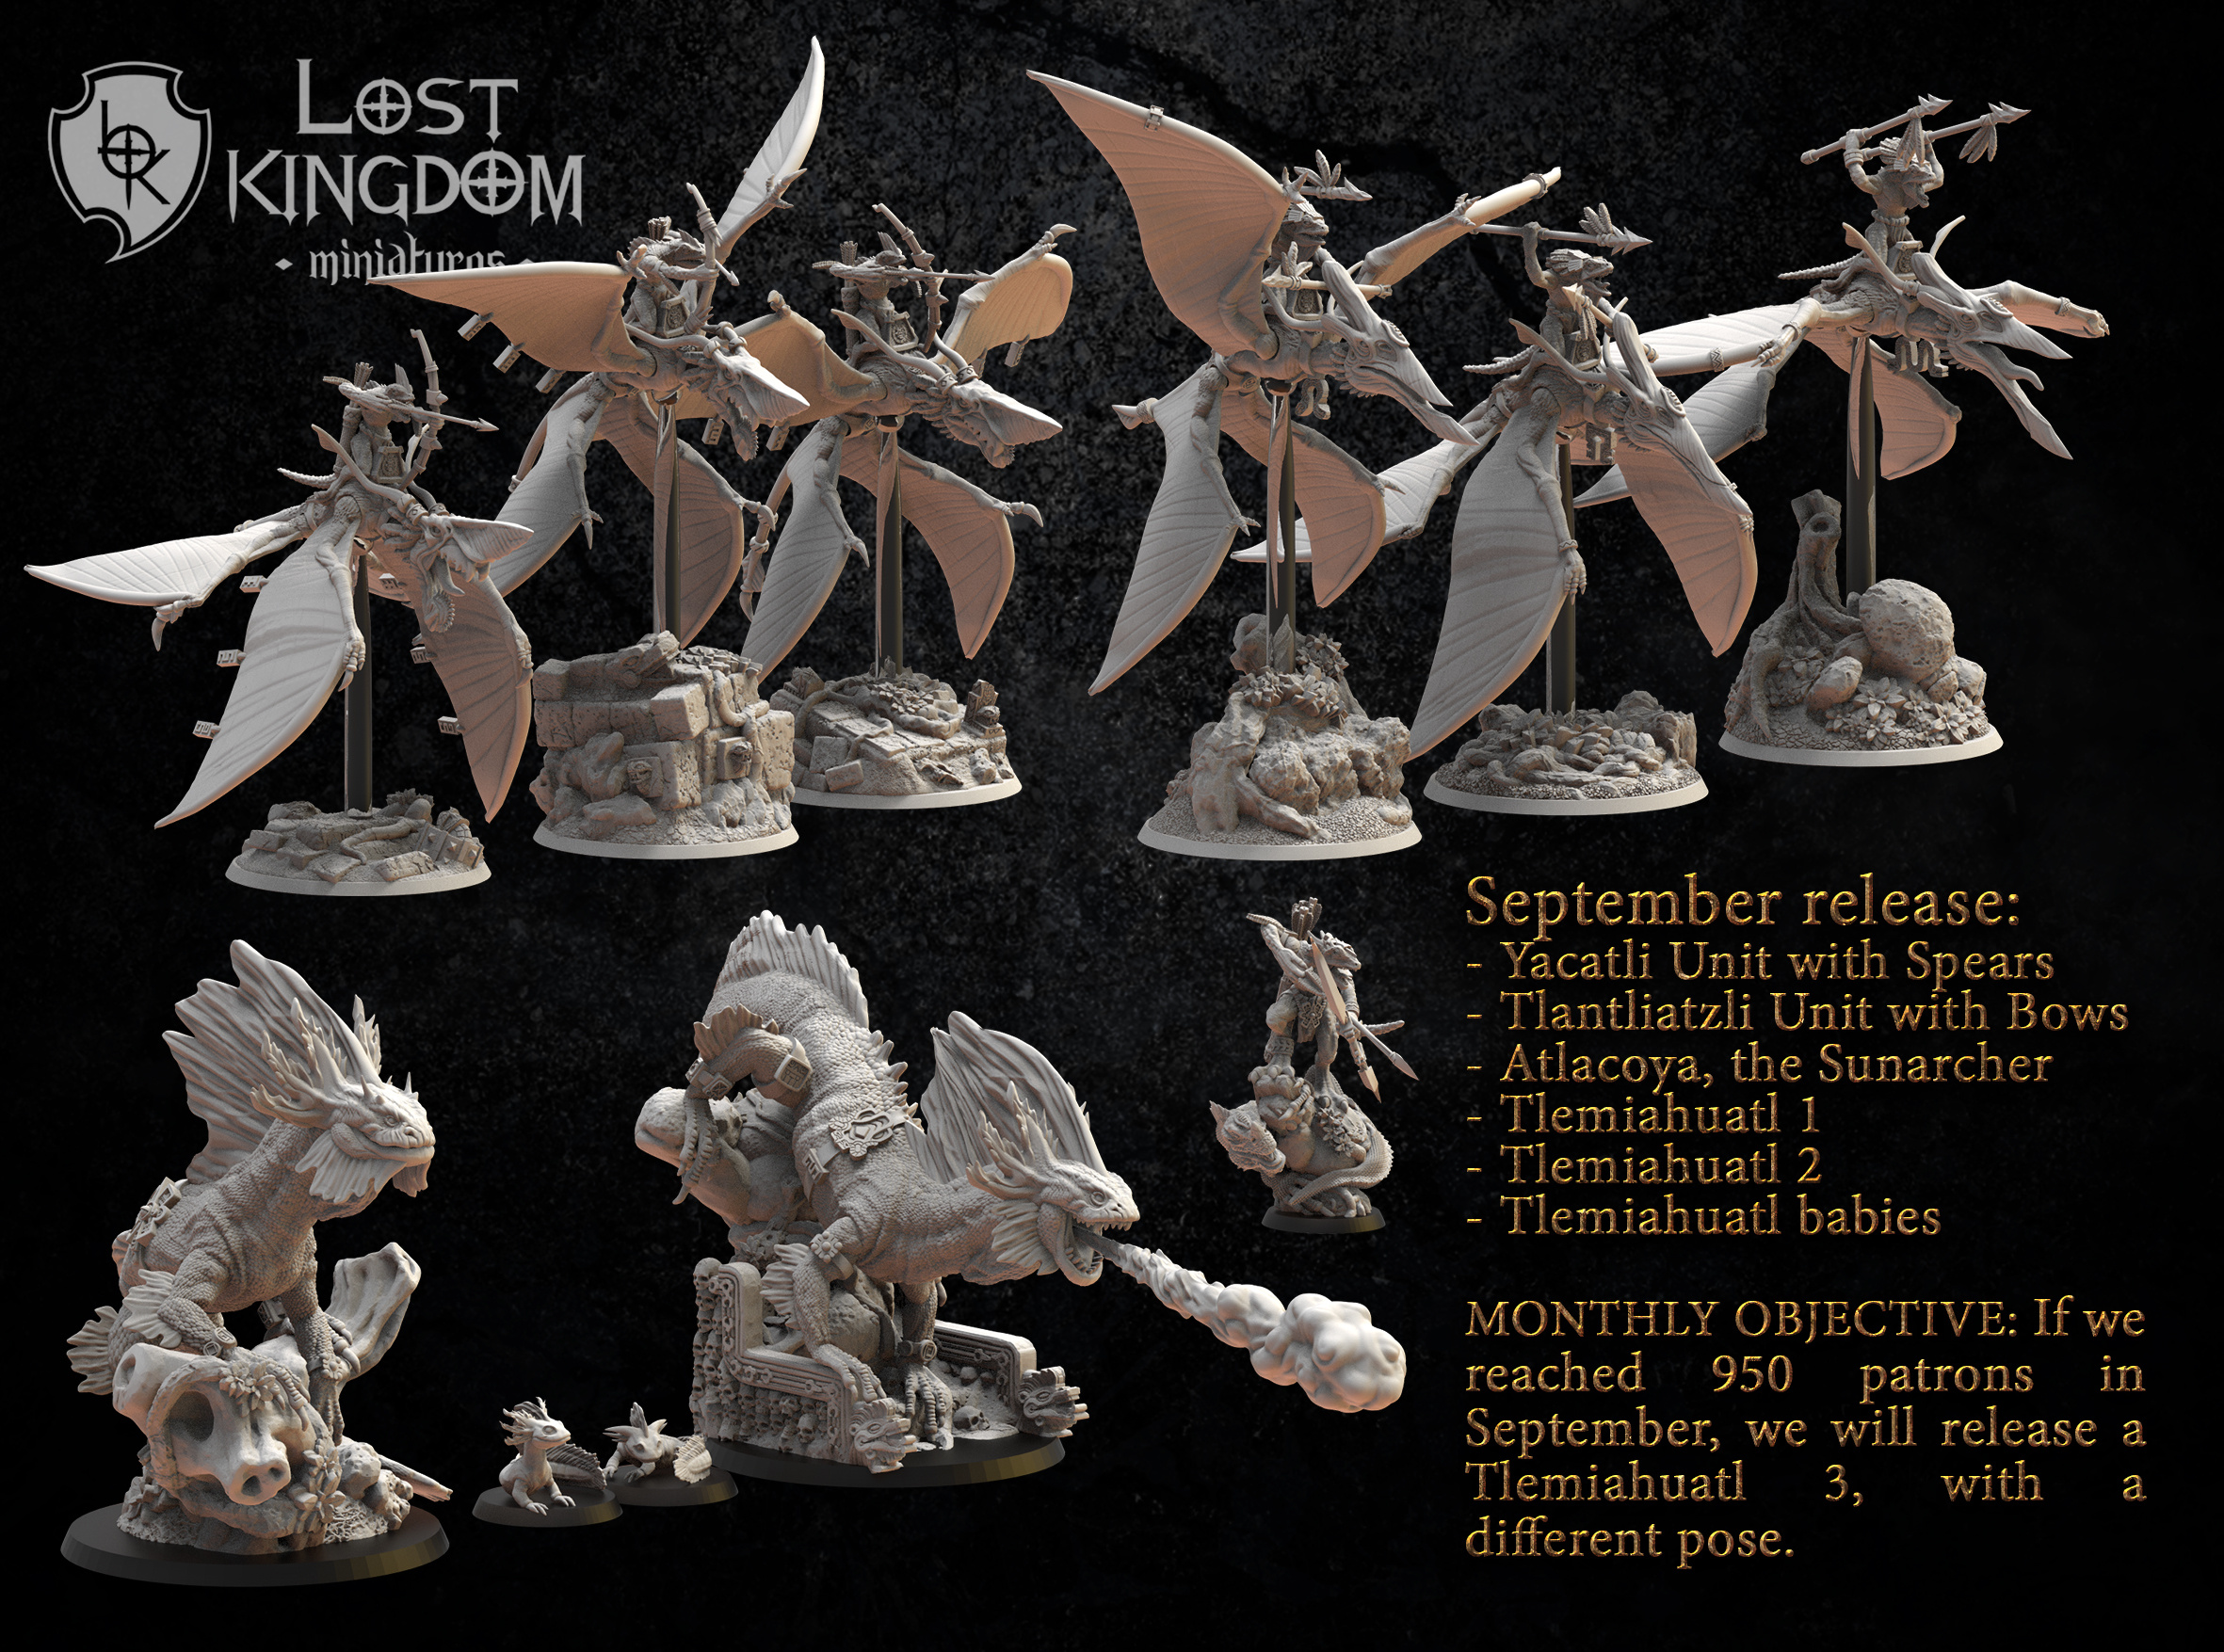 LOST
KINGDOM
miniatures
September release:
- Yacatli Unit with Spears
- Tlantliatzli Unit with Bows
- Atlacoya, the Sunarcher
- Tlemiahuatl 1
- Tlemiahuatl 2
- Tlemiahuatl babies
MONTHLY OBJECTIVE: If we
reached 950 patrons in
September, we will release a
Tlemiahuatl 3, with a
different pose.